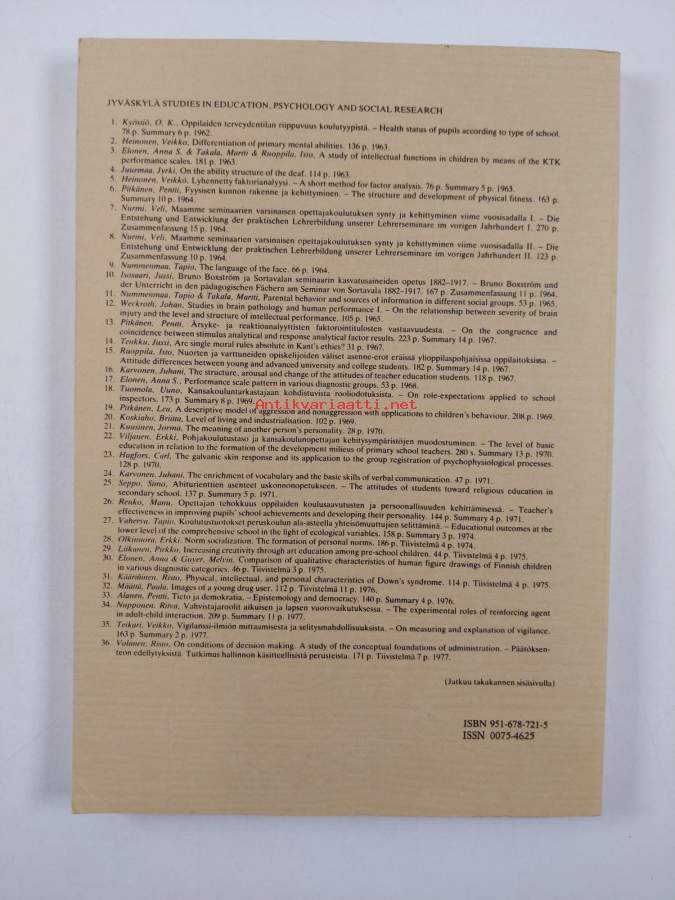 JYVÄSKYLÄ STUDIES IN EDUCATION, PSYCHOLOGY AND SOCIAL RESEARCH
1. Kyöstiö, O. K., Oppilaiden terveydentilan riippuvuus koulutyypistä. – Health status of pupils according to type of school.
78 p. Summary 6 p. 1962.
2. Heinonen, Veikko, Differentiation of primary mental abilities. 136 p. 1963.
3. Elonen, Anna S. & Takala, Martti & Ruoppila, Isto, A study of intellectual functions in children by means of the KTK
performance scales. 181 p. 1963.
4. Juurmaa, Jyrki, On the ability structure of the deaf. 114 p. 1963.
5. Heinonen, Veikko, Lyhennetty faktorianalyysi. – A short method for factor analysis. 76 p. Summary 5 p. 1963.
6. Pitkänen, Pentti, Fyysisen kunnon rakenne ja kehittyminen. – The structure and development of physical fitness. 163 p.
Summary 10 p. 1964.
7. Nurmi, Veli, Maamme seminaarien varsinaisen opettajakoulutuksen synty ja kehittyminen viime vuosisadalla I. – Die
Entstehung und Entwicklung der praktischen Lehrerbildung unserer Lehrerseminare im vorigen Jahrhundert I. 270 p.
Zusammenfassung 15 p. 1964.
8. Nurmi, Veli, Maamme seminaarien varsinaisen opettajakoulutuksen synty ja kehittyminen viime vuosisadalla II. – Die
Entstehung und Entwicklung der praktischen Lehrerbildung unserer Lehrerseminare im vorigen Jahrhundert II. 123 p.
Zusammenfassung 10 p. 1964.
9. Nummenmaa, Tapio, The language of the face. 66 p. 1964.
10. Isosaari, Jussi, Bruno Boxström ja Sortavalan seminaarin kasvatusaineiden opetus 1882–1917. – Bruno Boxström und
der Unterricht in den pädagogischen Fächern am Seminar von Sortavala 1882–1917. 167 p. Zusammenfassung 11 p. 1964.
11. Nummenmaa, Tapio & Takala, Martti, Parental behavior and sources of information in different social groups. 53 p. 1965.
12. Weckroth, Johan, Studies in brain pathology and human performance I. – On the relationship between severity of brain
injury and the level and structure of intellectual performance. 105 p. 1965.
13. Pitkänen, Pentti, Ärsyke- ja reaktioanalyyttisten faktorointitulosten vastaavuudesta. – On the congruence and
coincidence between stimulus analytical and response analytical factor results. 223 p. Summary 14 p. 1967.
14. Tenkku, Jussi, Are single moral rules absolute in Kant's ethics? 31 p. 1967.
15. Ruoppila, Isto, Nuorten ja varttuneiden opiskelijoiden väliset asenne-erot eräissä ylioppilaspohjaisissa oppilaitoksissa. –
Attitude differences between young and advanced university and college students. 182 p. Summary 14 p. 1967.
16. Karvonen, Juhani, The structure, arousal and change of the attitudes of teacher education students. 118 p. 1967.
17. Elonen, Anna S., Performance scale pattern in various diagnostic groups. 53 p. 1968.
18. Tuomola, Uuno, Kansakouluntarkastajaan kohdistuvista rooliodotuksista. – On role-expectations applied to school
inspectors. 173 p. Summary 8 p. 1969.
Antikvariaatti.net
19. Pitkänen, Lea, A descriptive model of aggression and nonaggression with applications to children's behaviour. 208 p. 1969.
20. Koskiaho, Briitta, Level of living and industrialisation. 102 p. 1969.
21. Kuusinen, Jorma, The meaning of another person's personality. 28 p. 1970.
22. Viljanen, Erkki, Pohjakoulutustaso ja kansakoulunopettajan kehitysympäristöjen muodostuminen. – The level of basic
education in relation to the formation of the development milieus of primary school teachers. 280 s. Summary 13 p. 1970.
23. Hagfors, Carl, The galvanic skin response and its application to the group registration of psychophysiological processes.
128 p. 1970.
24. Karvonen, Juhani, The enrichment of vocabulary and the basic skills of verbal communication. 47 p. 1971.
25. Seppo, Simo, Abiturienttien asenteet uskonnonopetukseen. – The attitudes of students toward religious education in
secondary school. 137 p. Summary 5 p. 1971.
26. Renko, Manu, Opettajan tehokkuus oppilaiden koulusaavutusten ja persoonallisuuden kehittämisessä. – Teacher's
effectiveness in improving pupils' school achievements and developing their personality. 144 p. Summary 4 p. 1971.
27. Vaherva, Tapio, Koulutustuotokset peruskoulun ala-asteella yhteisömuuttujien selittäminä. – Educational outcomes at the
lower level of the comprehensive school in the light of ecological variables. 158 p. Summary 3 p. 1974.
28. Olkinuora, Erkki, Norm socialization. The formation of personal norms. 186 p. Tiivistelmä 4 p. 1974.
29. Liikanen, Pirkko, Increasing creativity through art education among pre-school children. 44 p. Tiivistelmä 4 p. 1975.
30. Elonen, Anna & Guyer, Melvin, Comparison of qualitative characteristics of human figure drawings of Finnish children
in various diagnostic categories. 46 p. Tiivistelmä 3 p. 1975.
31. Kääriäinen, Risto, Physical, intellectual, and personal characteristics of Down's syndrome. 114 p. Tiivistelmä 4 p. 1975.
32. Määttä, Paula, Images of a young drug user. 112 p. Tiivistelmä 11 p. 1976.
33. Alanen, Pentti, Tieto ja demokratia. – Epistemology and democracy. 140 p. Summary 4 p. 1976.
34. Nupponen, Riitta, Vahvistajaroolit aikuisen ja lapsen vuorovaikutuksessa. – The experimental roles of reinforcing agent
in adult-child interaction. 209 p. Summary 11 p. 1977.
35. Teikari, Veikko, Vigilanssi-ilmiön mittaamisesta ja selitysmahdollisuuksista. – On measuring and explanation of vigilance.
163 p. Summary 2 p. 1977.
36. Volanen, Risto, On conditions of decision making. A study of the conceptual foundations of administration. – Päätöksen-
teon edellytyksistä. Tutkimus hallinnon käsitteellisistä perusteista. 171 p. Tiivistelmä 7 p. 1977.
(Jatkuu takakannen sisäsivulla)
ISBN 951-678-721-5
ISSN 0075-4625